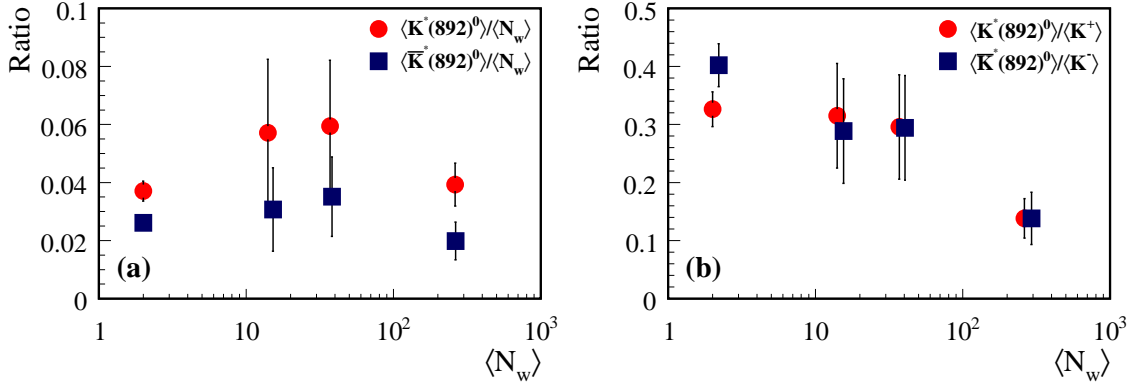 Ratio
0.1
0.08
0.06
0.04
0.02
0
⟨K*(892)⁰⟩/⟨N_w⟩
⟨K̅*(892)⁰⟩/⟨N_w⟩
(a)
1
10
10²
10³
⟨N_w⟩
Ratio
0.5
0.4
0.3
0.2
0.1
0
⟨K*(892)⁰⟩/⟨K⁺⟩
⟨K̅*(892)⁰⟩/⟨K⁻⟩
(b)
1
10
10²
10³
⟨N_w⟩